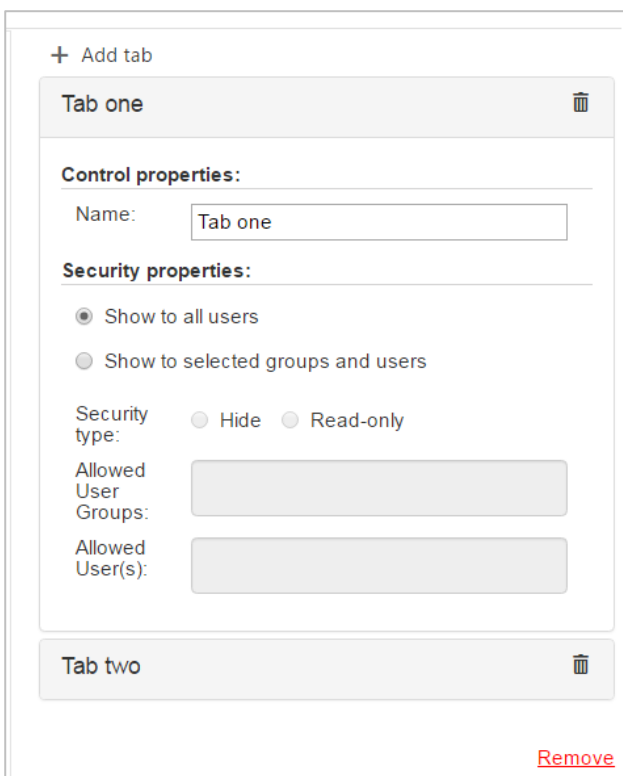 + Add tab
Tab one
Control properties:
Name:
Tab one
Security properties:
Show to all users
Show to selected groups and users
Security
type:
Hide
Read-only
Allowed
User
Groups:
Allowed
User(s):
Tab two
Remove